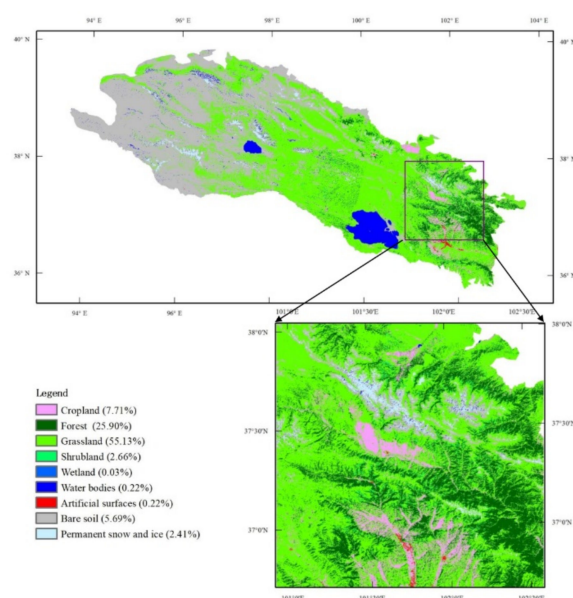 94° E 96° E 98° E 100° E 102° E 104° E
40° N 40° N
38° N 38° N
36° N 36° N
94° E 96° E 101°0'E 101°30'E 102°0'E 102°30'E
38°0'N 38°0'N
37°30'N 37°30'N
37°0'N 37°0'N
Legend
Cropland (7.71%)
Forest (25.90%)
Grassland (55.13%)
Shrubland (2.66%)
Wetland (0.03%)
Water bodies (0.22%)
Artificial surfaces (0.22%)
Bare soil (5.69%)
Permanent snow and ice (2.41%)